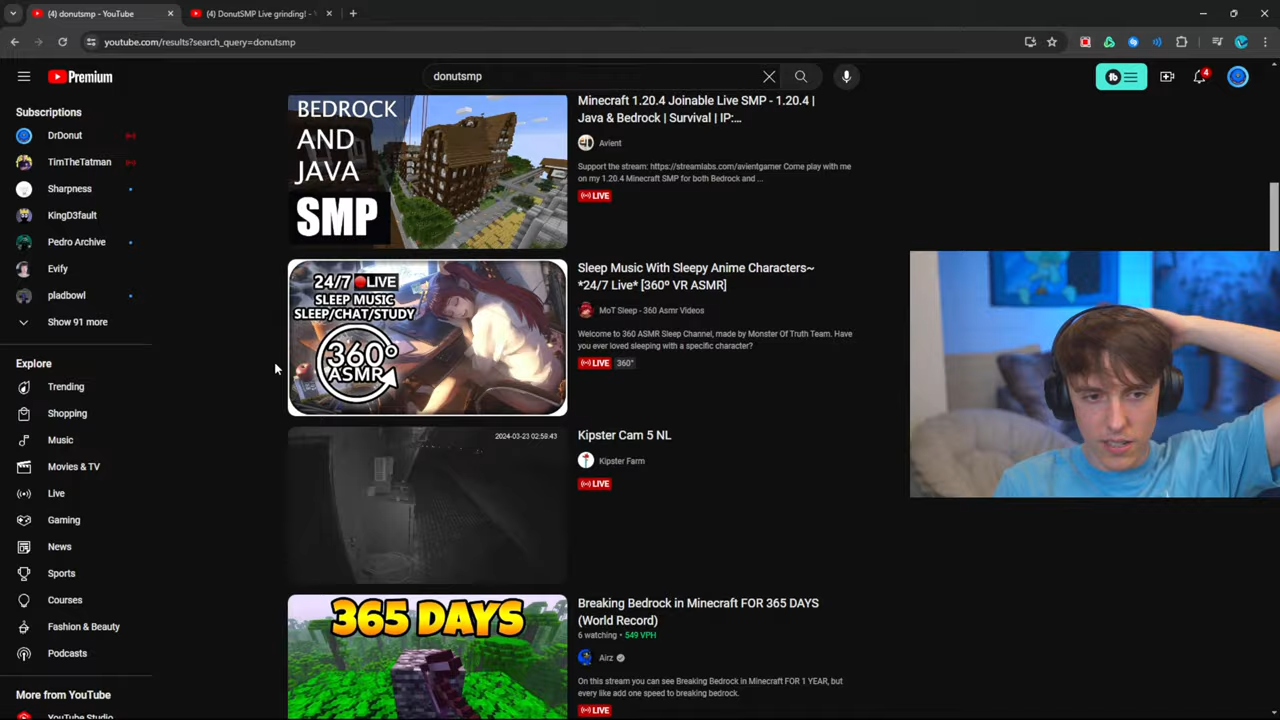 (4) donutsmp - YouTube
(4) DonutSMP Live grinding! -
youtube.com/results?search_query=donutsmp
Premium
donutsmp
4
Subscriptions
DrDonut
TimTheTatman
Sharpness
KingD3fault
Pedro Archive
Evify
pladbowl
Show 91 more
Explore
Trending
Shopping
Music
Movies & TV
Live
Gaming
News
Sports
Courses
Fashion & Beauty
Podcasts
More from YouTube
YouTube Studio
BEDROCK
AND
JAVA
SMP
Minecraft 1.20.4 Joinable Live SMP - 1.20.4 |
Java & Bedrock | Survival | IP:...
Avient
Support the stream: https://streamlabs.com/avientgamer Come play with me
on my 1.20.4 Minecraft SMP for both Bedrock and ...
LIVE
24/7 LIVE
SLEEP MUSIC
SLEEP/CHAT/STUDY
360°
ASMR
Sleep Music With Sleepy Anime Characters~
*24/7 Live* [360º VR ASMR]
MoT Sleep - 360 Asmr Videos
Welcome to 360 ASMR Sleep Channel, made by Monster Of Truth Team. Have
you ever loved sleeping with a specific character?
LIVE 360°
2024-03-23 02:58:43
Kipster Cam 5 NL
Kipster Farm
LIVE
365 DAYS
Breaking Bedrock in Minecraft FOR 365 DAYS
(World Record)
6 watching • 549 VPH
Airz
On this stream you can see Breaking Bedrock in Minecraft FOR 1 YEAR, but
every like add one speed to breaking bedrock.
LIVE